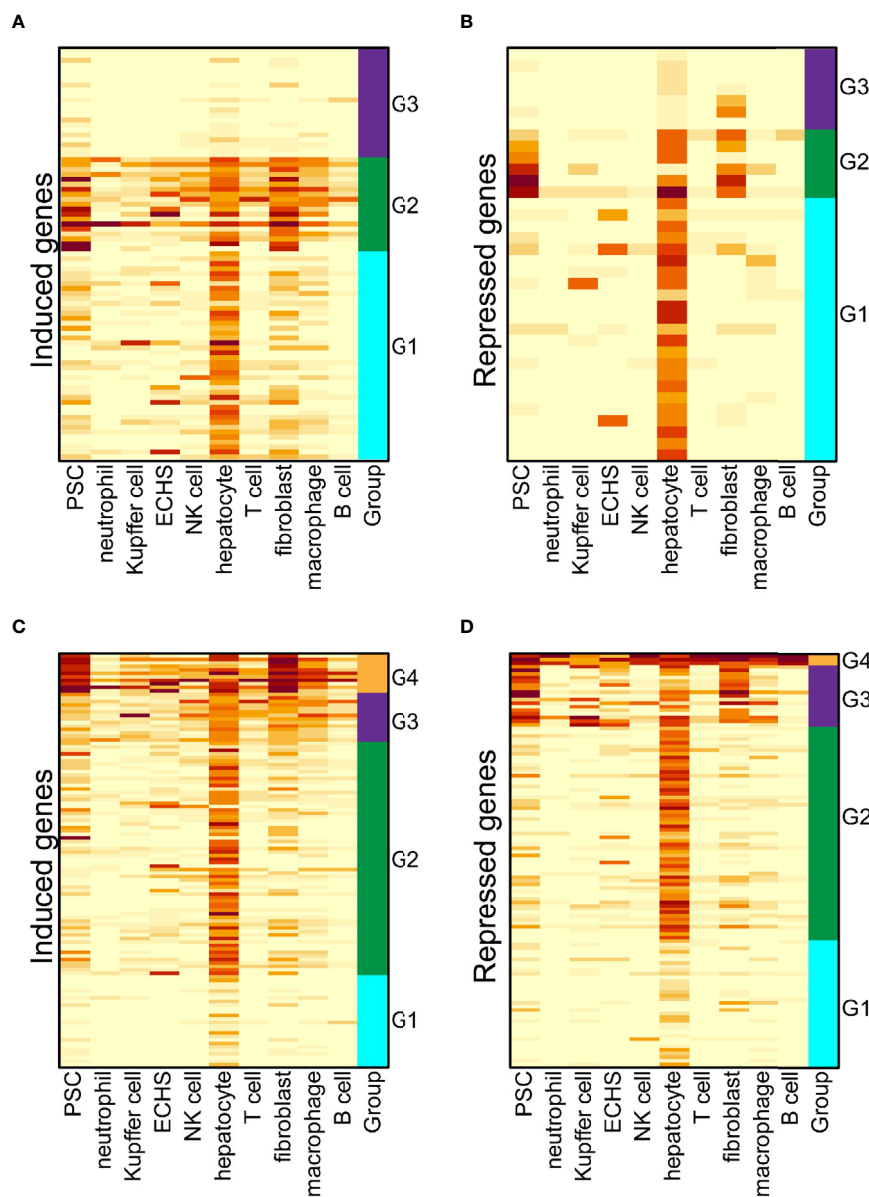 A
B
Induced genes
G3
G2
G1
PSC
neutrophil
Kupffer cell
ECHS
NK cell
hepatocyte
T cell
fibroblast
macrophage
B cell
Group
Repressed genes
G3
G2
G1
PSC
neutrophil
Kupffer cell
ECHS
NK cell
hepatocyte
T cell
fibroblast
macrophage
B cell
Group
C
D
Induced genes
G4
G3
G2
G1
PSC
neutrophil
Kupffer cell
ECHS
NK cell
hepatocyte
T cell
fibroblast
macrophage
B cell
Group
Repressed genes
G4
G3
G2
G1
PSC
neutrophil
Kupffer cell
ECHS
NK cell
hepatocyte
T cell
fibroblast
macrophage
B cell
Group